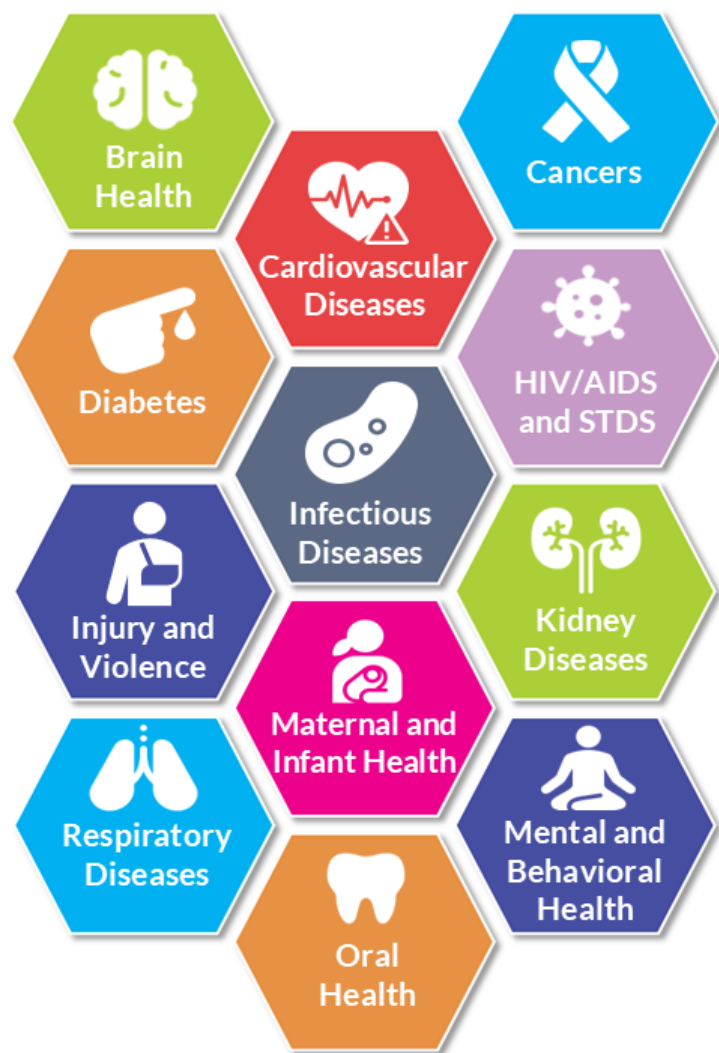 Brain
Health
Cancers
Cardiovascular
Diseases
Diabetes
HIV/AIDS
and STDS
Infectious
Diseases
Injury and
Violence
Kidney
Diseases
Maternal and
Infant Health
Respiratory
Diseases
Mental and
Behavioral
Health
Oral
Health